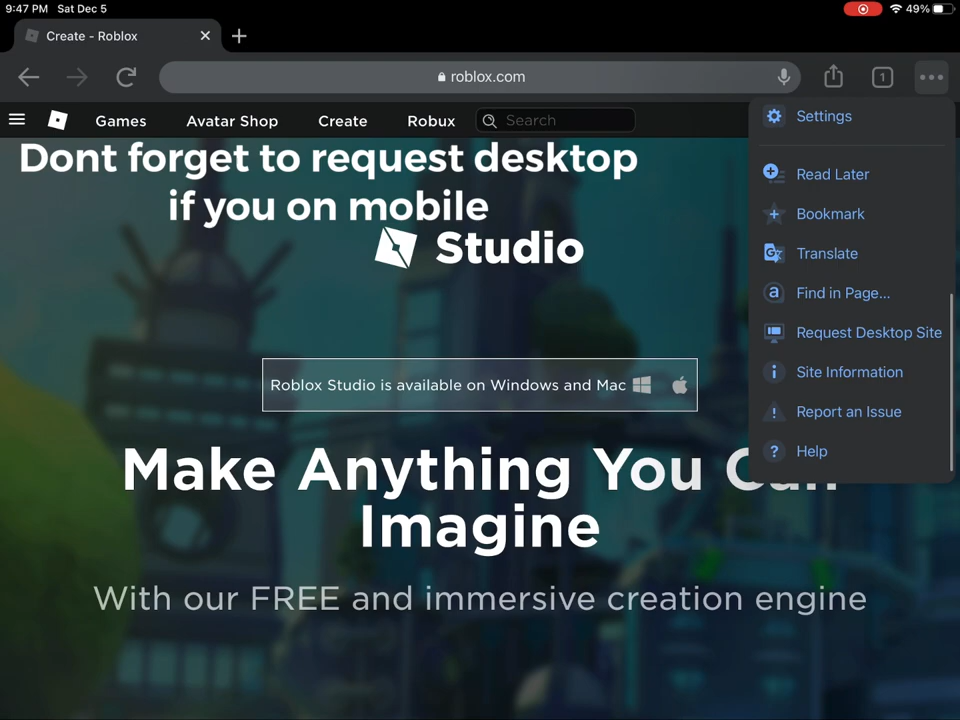 9:47 PM Sat Dec 5
49%
Create - Roblox
roblox.com
1
Games Avatar Shop Create Robux Search
Dont forget to request desktop
if you on mobile
Studio
Roblox Studio is available on Windows and Mac
Make Anything You Can
Imagine
With our FREE and immersive creation engine
Settings
Read Later
Bookmark
Translate
Find in Page...
Request Desktop Site
Site Information
Report an Issue
Help